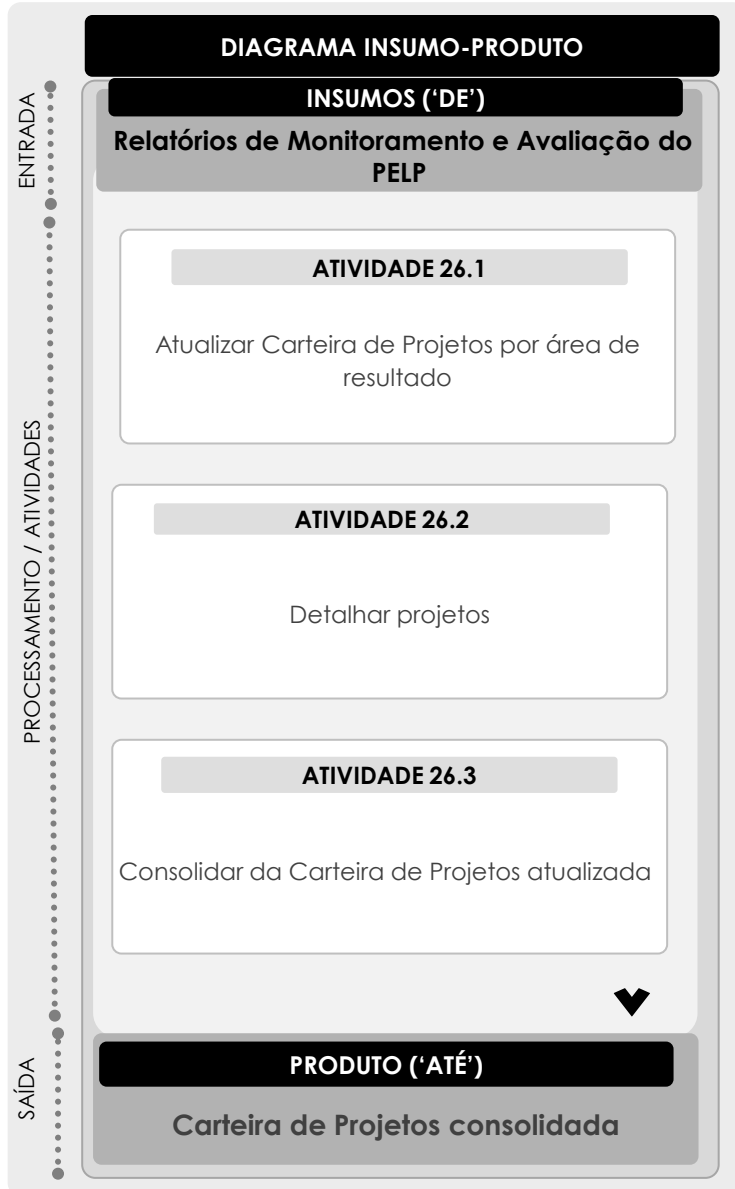 DIAGRAMA INSUMO-PRODUTO
ENTRADA
INSUMOS (‘DE’)
Relatórios de Monitoramento e Avaliação do
PELP
PROCESSAMENTO / ATIVIDADES
ATIVIDADE 26.1
Atualizar Carteira de Projetos por área de
resultado
ATIVIDADE 26.2
Detalhar projetos
ATIVIDADE 26.3
Consolidar da Carteira de Projetos atualizada
SAÍDA
PRODUTO (‘ATÉ’)
Carteira de Projetos consolidada